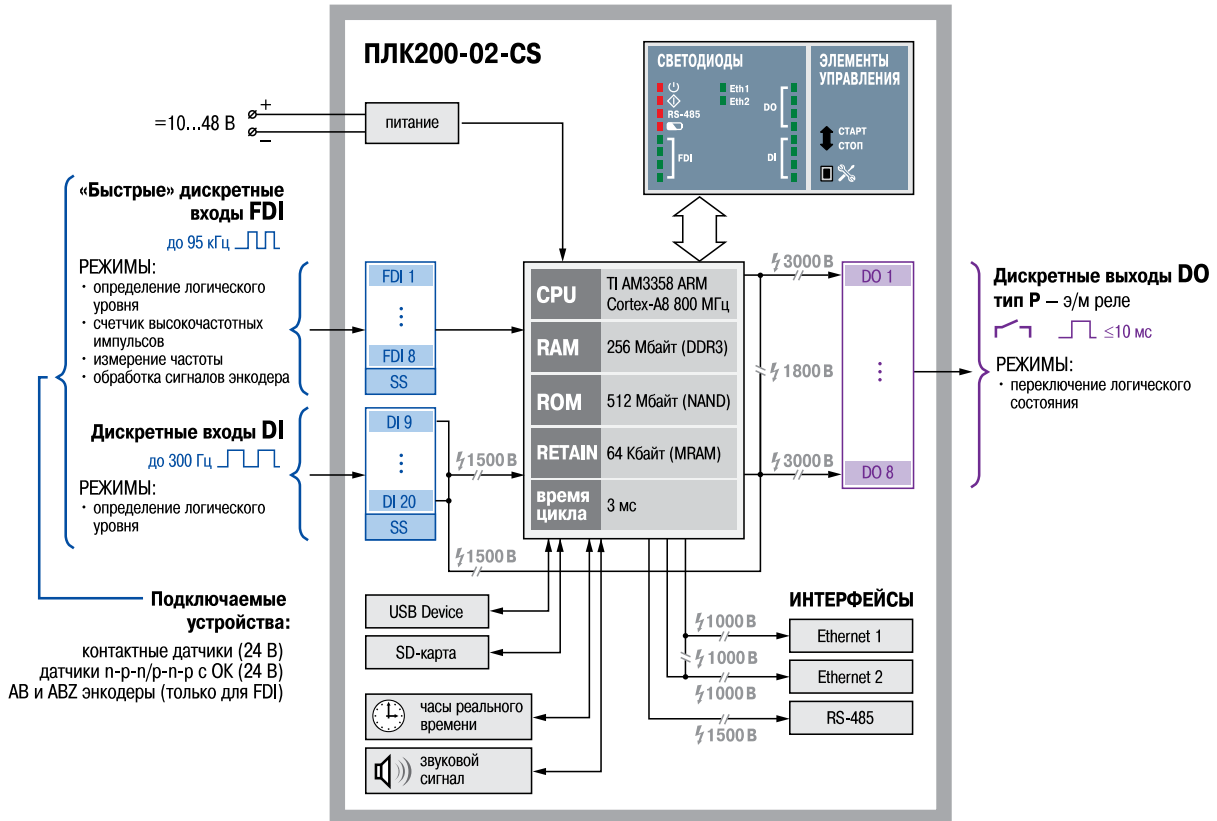 ПЛК200-02-CS
СВЕТОДИОДЫ
Eth1
Eth2
RS-485
DO
FDI
DI
ЭЛЕМЕНТЫ
УПРАВЛЕНИЯ
СТАРТ
СТОП
=10...48 В
+
–
питание
«Быстрые» дискретные
входы FDI
до 95 кГц
РЕЖИМЫ:
· определение логического
уровня
· счетчик высокочастотных
импульсов
· измерение частоты
· обработка сигналов энкодера
Дискретные входы DI
до 300 Гц
РЕЖИМЫ:
· определение логического
уровня
Подключаемые
устройства:
контактные датчики (24 В)
датчики n-p-n/p-n-p с ОК (24 В)
AB и ABZ энкодеры (только для FDI)
FDI 1
FDI 8
SS
DI 9
DI 20
SS
1500 В
1500 В
CPU
TI AM3358 ARM
Cortex-A8 800 МГц
RAM
256 Мбайт (DDR3)
ROM
512 Мбайт (NAND)
RETAIN
64 Кбайт (MRAM)
время
цикла
3 мс
3000 В
1800 В
3000 В
DO 1
DO 8
Дискретные выходы DO
тип Р – э/м реле
≤10 мс
РЕЖИМЫ:
· переключение логического
состояния
USB Device
SD-карта
часы реального
времени
звуковой
сигнал
ИНТЕРФЕЙСЫ
1000 В
Ethernet 1
1000 В
Ethernet 2
1000 В
RS-485
1500 В